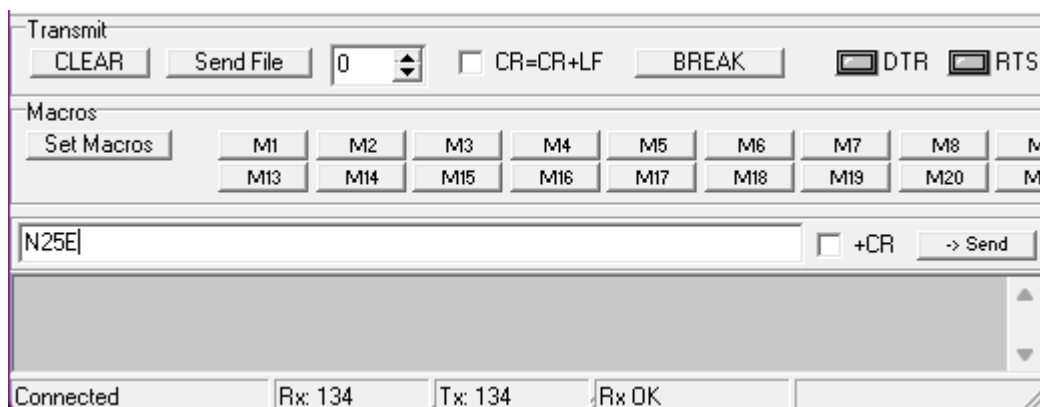 Transmit
CLEAR Send File 0 CR=CR+LF BREAK DTR RTS
Macros
Set Macros M1 M2 M3 M4 M5 M6 M7 M8
M13 M14 M15 M16 M17 M18 M19 M20
N25E +CR -> Send
Connected Rx: 134 Tx: 134 Rx OK